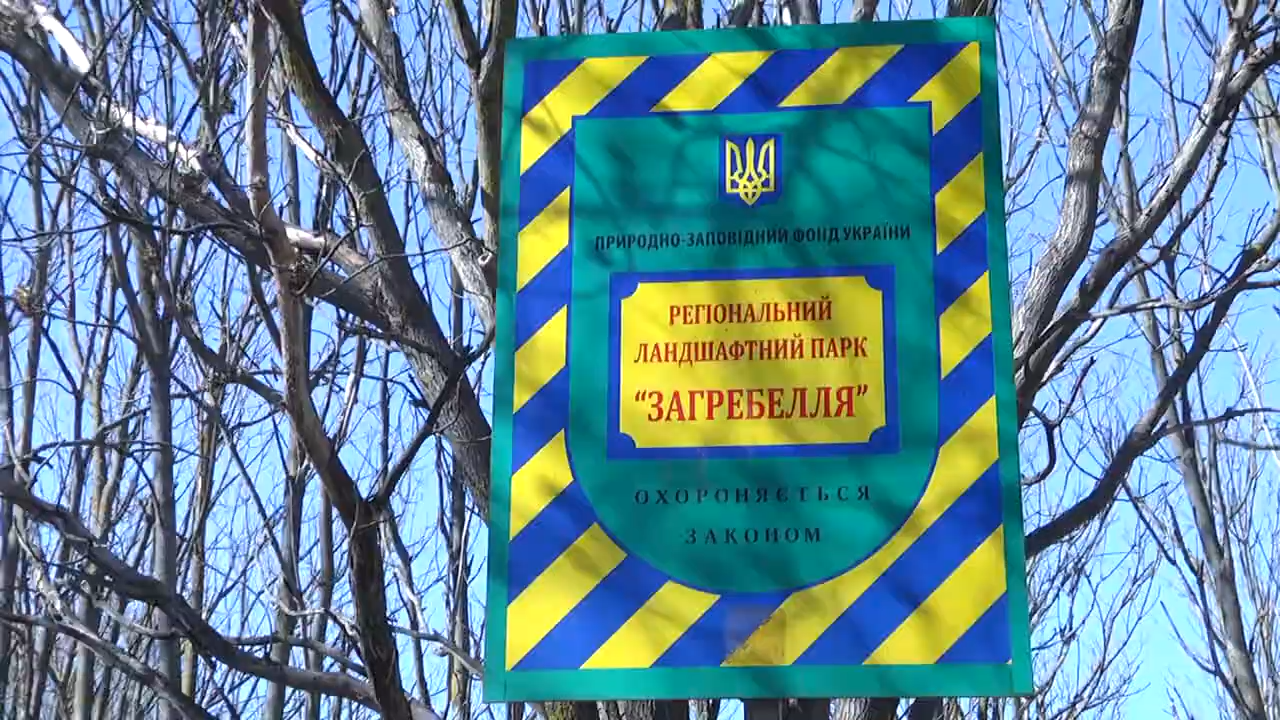 ПРИРОДНО-ЗАПОВІДНИЙ ФОНД УКРАЇНИ
РЕГІОНАЛЬНИЙ
ЛАНДШАФТНИЙ ПАРК
“ЗАГРЕБЕЛЛЯ”
ОХОРОНЯЄТЬСЯ
ЗАКОНОМ